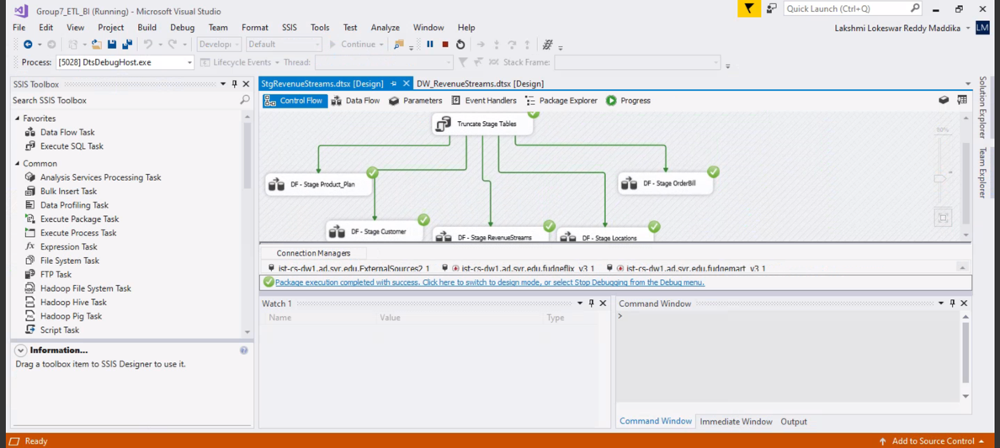 Group7_ETL_BI (Running) - Microsoft Visual Studio
Quick Launch (Ctrl+Q)
File Edit View Project Build Debug Team Format SSIS Tools Test Analyze Window Help
Lakshmi Lokeswar Reddy Maddika LM
Developi Default Continue
Process: [5028] DtsDebugHost.exe Lifecycle Events Thread: Stack Frame:
SSIS Toolbox
Search SSIS Toolbox
Favorites
Data Flow Task
Execute SQL Task
Common
Analysis Services Processing Task
Bulk Insert Task
Data Profiling Task
Execute Package Task
Execute Process Task
Expression Task
File System Task
FTP Task
Hadoop File System Task
Hadoop Hive Task
Hadoop Pig Task
Script Task
Information...
Drag a toolbox item to SSIS Designer to use it.
StgRevenueStreams.dtsx [Design] DW_RevenueStreams.dtsx [Design]
Control Flow Data Flow Parameters Event Handlers Package Explorer Progress
Truncate Stage Tables
DF - Stage Product_Plan
DF - Stage OrderBill
DF - Stage Customer
DF - Stage RevenueStreams
DF - Stage Locations
Connection Managers
ist-cs-dw1.ad.syr.edu.ExternalSources2 1 ist-cs-dw1.ad.syr.edu.fudgeflix_v3 1 ist-cs-dw1.ad.syr.edu.fudgemart_v3 1
Package execution completed with success. Click here to switch to design mode, or select Stop Debugging from the Debug menu.
Watch 1
Name Value Type
Command Window
>
Command Window Immediate Window Output
Solution Explorer
Team Explorer
Ready
Add to Source Control